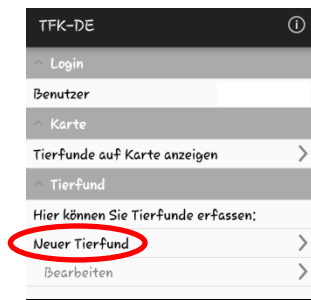 TFK-DE
Login
Benutzer
Karte
Tierfunde auf Karte anzeigen
Tierfund
Hier können Sie Tierfunde erfassen:
Neuer Tierfund
Bearbeiten